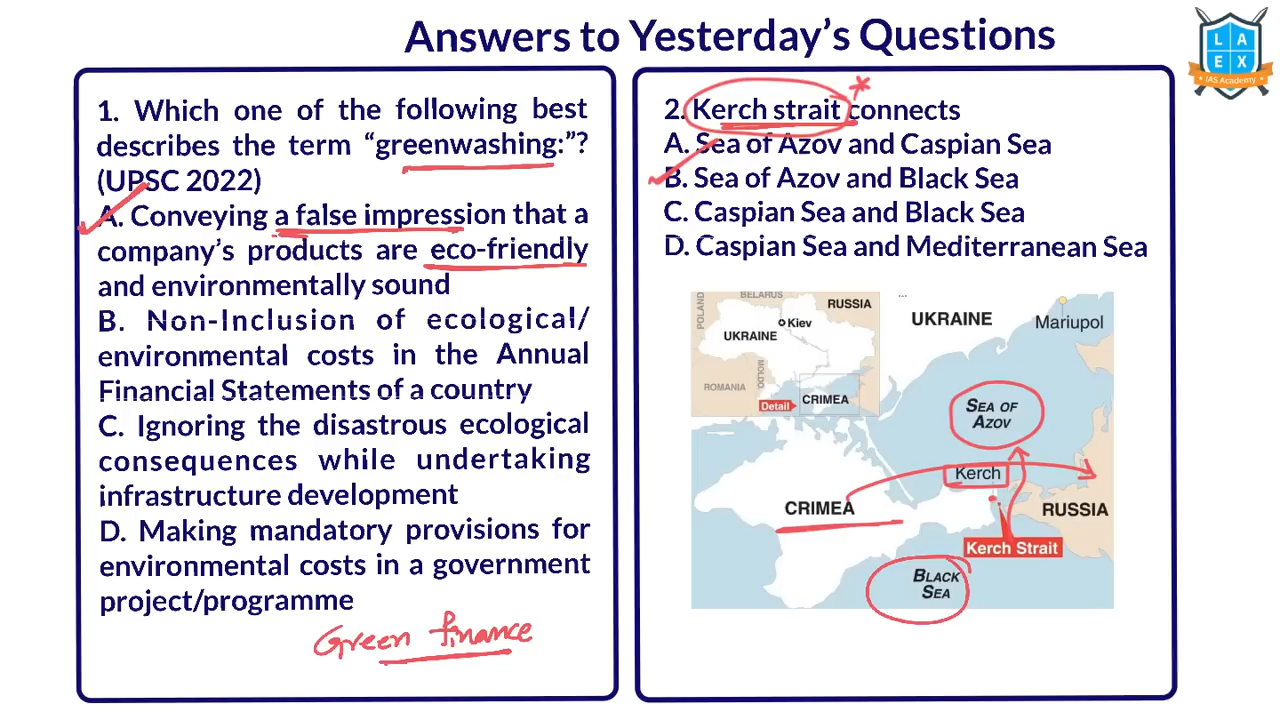 Answers to Yesterday's Questions
L A
E X
IAS Academy
1. Which one of the following best
describes the term “greenwashing:”?
(UPSC 2022)
A. Conveying a false impression that a
company's products are eco-friendly
and environmentally sound
B. Non-Inclusion of ecological/
environmental costs in the Annual
Financial Statements of a country
C. Ignoring the disastrous ecological
consequences while undertaking
infrastructure development
D. Making mandatory provisions for
environmental costs in a government
project/programme
Green finance
2. Kerch strait connects
A. Sea of Azov and Caspian Sea
B. Sea of Azov and Black Sea
C. Caspian Sea and Black Sea
D. Caspian Sea and Mediterranean Sea
POLAND
BELARUS
RUSSIA
Kiev
UKRAINE
MOLDO.
ROMANIA
Detail
CRIMEA
...
UKRAINE
Mariupol
SEA OF
AZOV
Kerch
CRIMEA
RUSSIA
Kerch Strait
BLACK
SEA